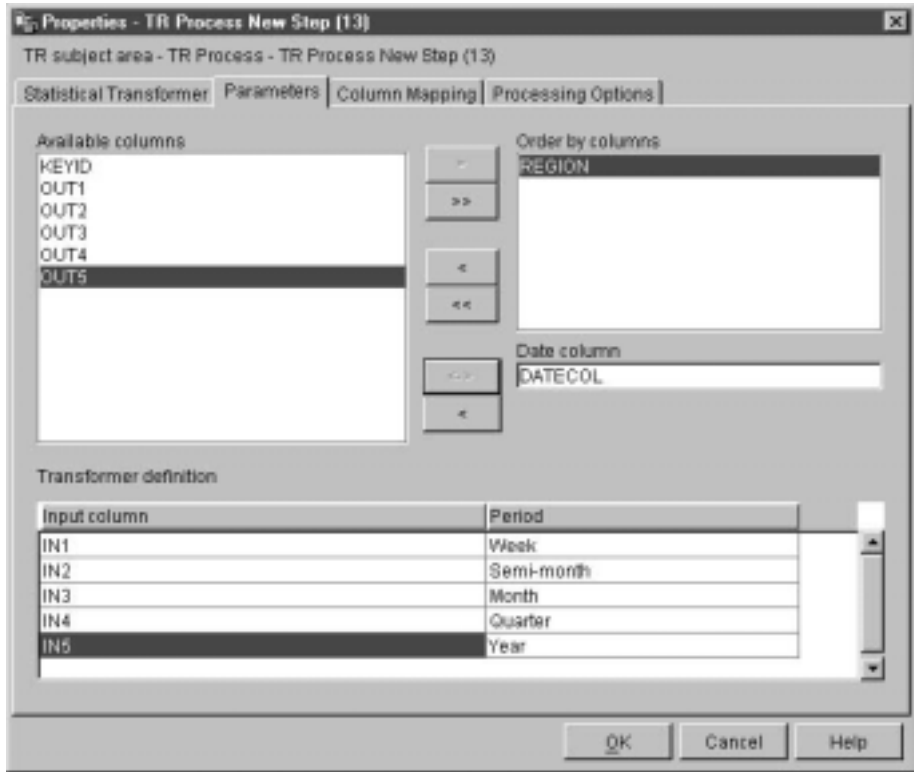 Properties - TR Process New Step (13)
TR subject area - TR Process - TR Process New Step (13)
Statistical Transformer Parameters Column Mapping Processing Options
Available columns
KEYID
OUT1
OUT2
OUT3
OUT4
OUT5
>
>>
<
<<
<->
<
Order by columns
REGION
Date column
DATECOL
Transformer definition
Input column Period
IN1 Week
IN2 Semi-month
IN3 Month
IN4 Quarter
IN5 Year
OK Cancel Help